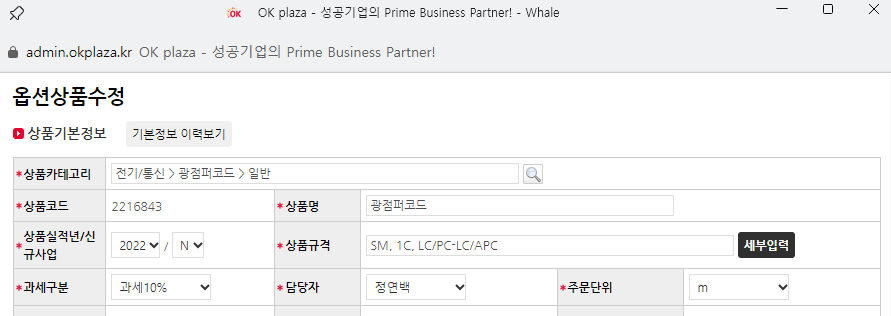 OK plaza - 성공기업의 Prime Business Partner! - Whale
admin.okplaza.kr OK plaza - 성공기업의 Prime Business Partner!
옵션상품수정
상품기본정보 기본정보 이력보기
*상품카테고리 전기/통신 > 광점퍼코드 > 일반
*상품코드 2216843 *상품명 광점퍼코드
*상품실적년/신규사업 2022 / N *상품규격 SM, 1C, LC/PC-LC/APC 세부입력
*과세구분 과세10% *담당자 정연백 *주문단위 m